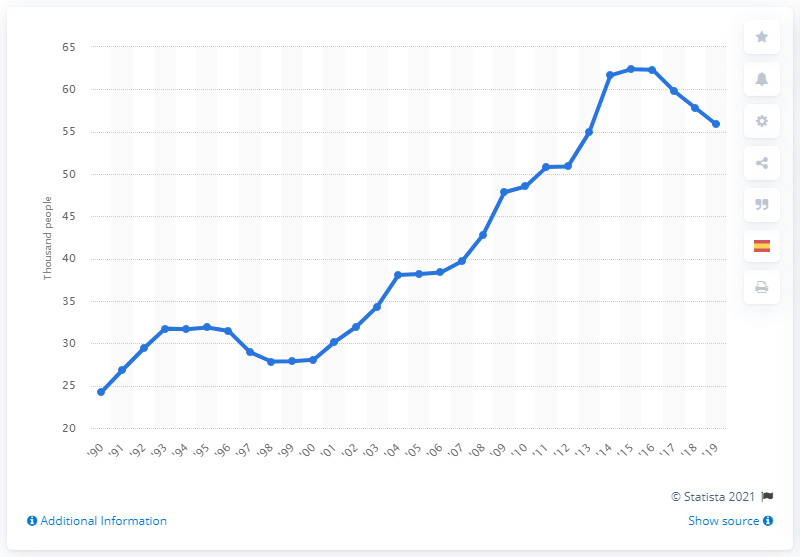 65
60
55
50
45
40
35
30
25
20
Thousand people
'90 '91 '92 '93 '94 '95 '96 '97 '98 '99 '00 '01 '02 '03 '04 '05 '06 '07 '08 '09 '10 '11 '12 '13 '14 '15 '16 '17 '18 '19
© Statista 2021
Additional Information
Show source